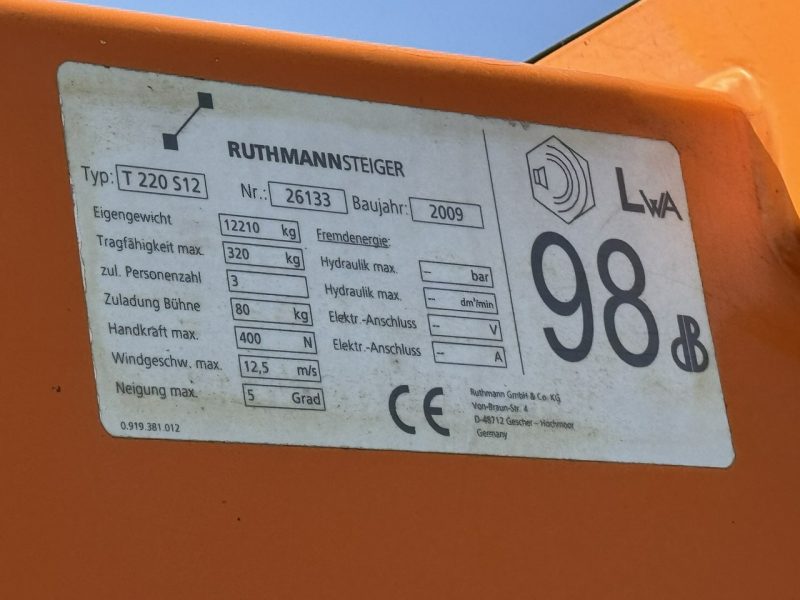 RUTHMANNSTEIGER
Typ: T 220 S12 Nr.: 26133 Baujahr: 2009
Eigengewicht 12210 kg
Tragfähigkeit max. 320 kg
zul. Personenzahl 3
Zuladung Bühne 80 kg
Handkraft max. 400 N
Windgeschw. max. 12,5 m/s
Neigung max. 5 Grad
0.919.381.012
Fremdenergie:
Hydraulik max. -- bar
Hydraulik max. -- dm³/min
Elektr.-Anschluss -- V
Elektr.-Anschluss -- A
CE
Ruthmann GmbH & Co. KG
Von-Braun-Str. 4
D-48712 Gescher - Hochmoor
Germany
LWA
98 dB